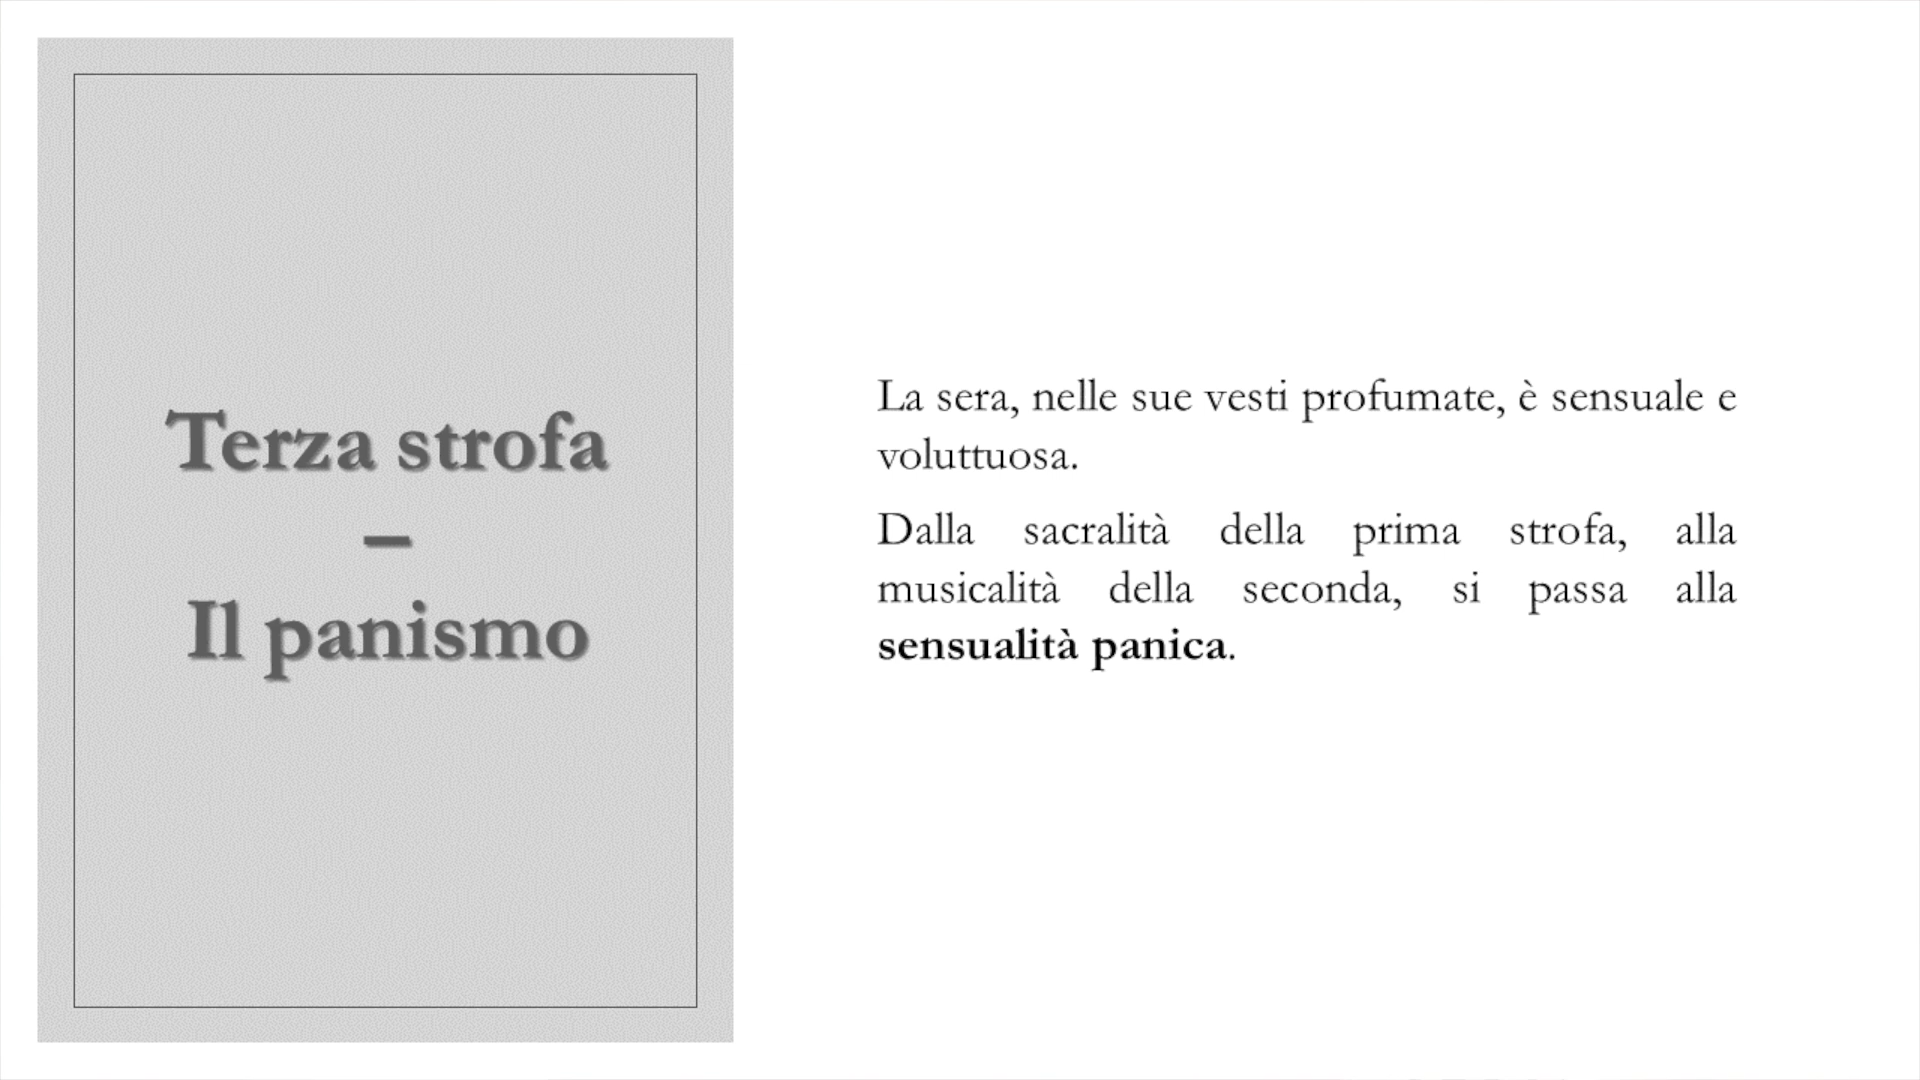 Terza strofa
–
Il panismo
La sera, nelle sue vesti profumate, è sensuale e
voluttuosa.
Dalla sacralità della prima strofa, alla
musicalità della seconda, si passa alla
sensualità panica.